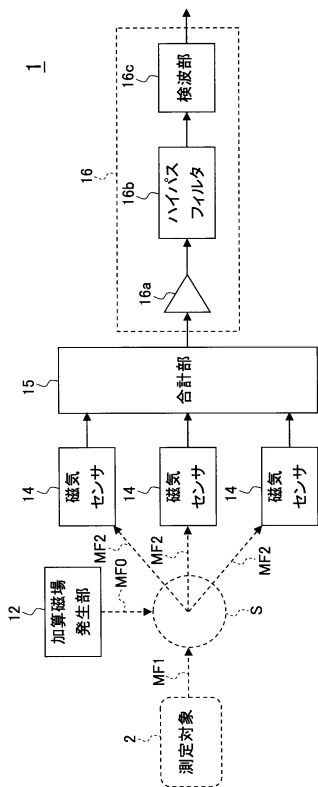 1
16
16a
16b
ハイパス
フィルタ
16c
検波部
15
合計部
14
磁気
センサ
14
磁気
センサ
14
磁気
センサ
12
加算磁場
発生部
MF0
MF2
MF2
MF2
S
MF1
2
測定対象